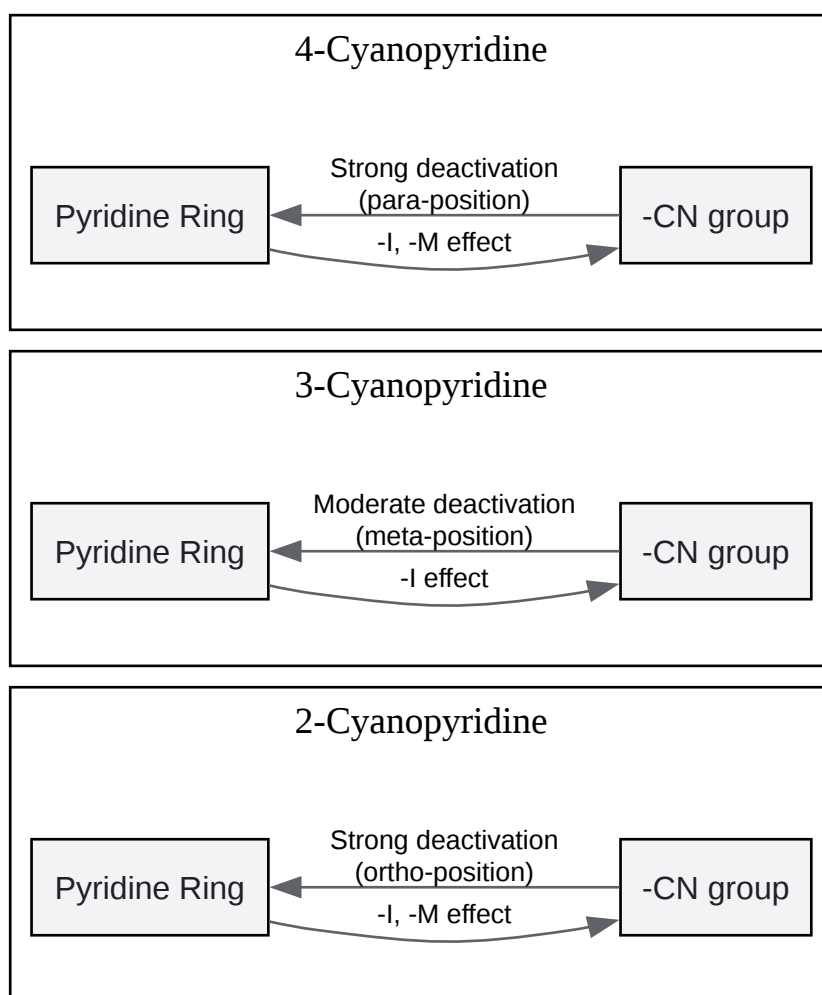 4-Cyanopyridine
Strong deactivation
(para-position)
Pyridine Ring
-CN group
-I, -M effect
3-Cyanopyridine
Moderate deactivation
(meta-position)
Pyridine Ring
-CN group
-I effect
2-Cyanopyridine
Strong deactivation
(ortho-position)
Pyridine Ring
-CN group
-I, -M effect